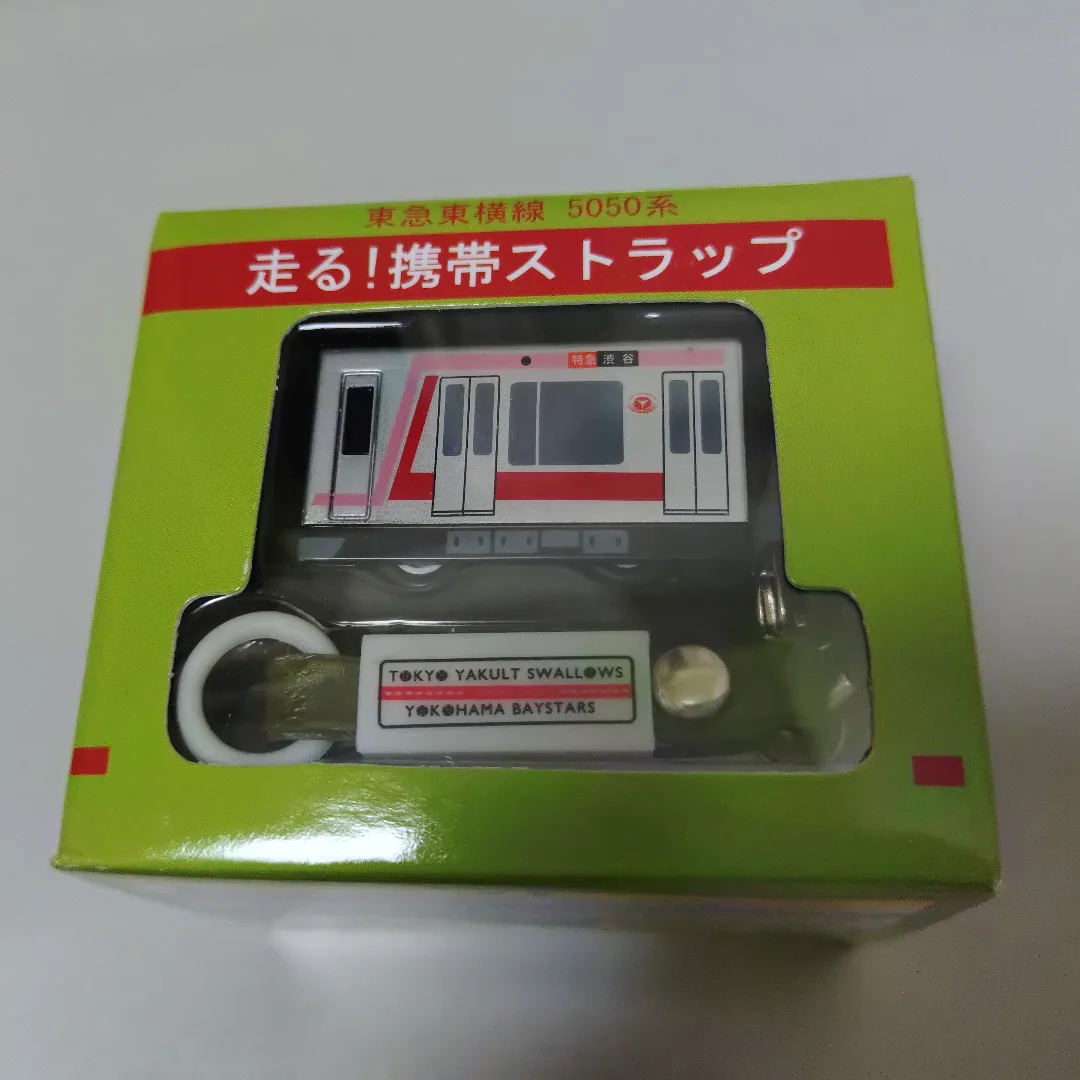 東急東横線 5050系
走る!携帯ストラップ
特急 渋谷
TOKYO YAKULT SWALLOWS
YOKOHAMA BAYSTARS